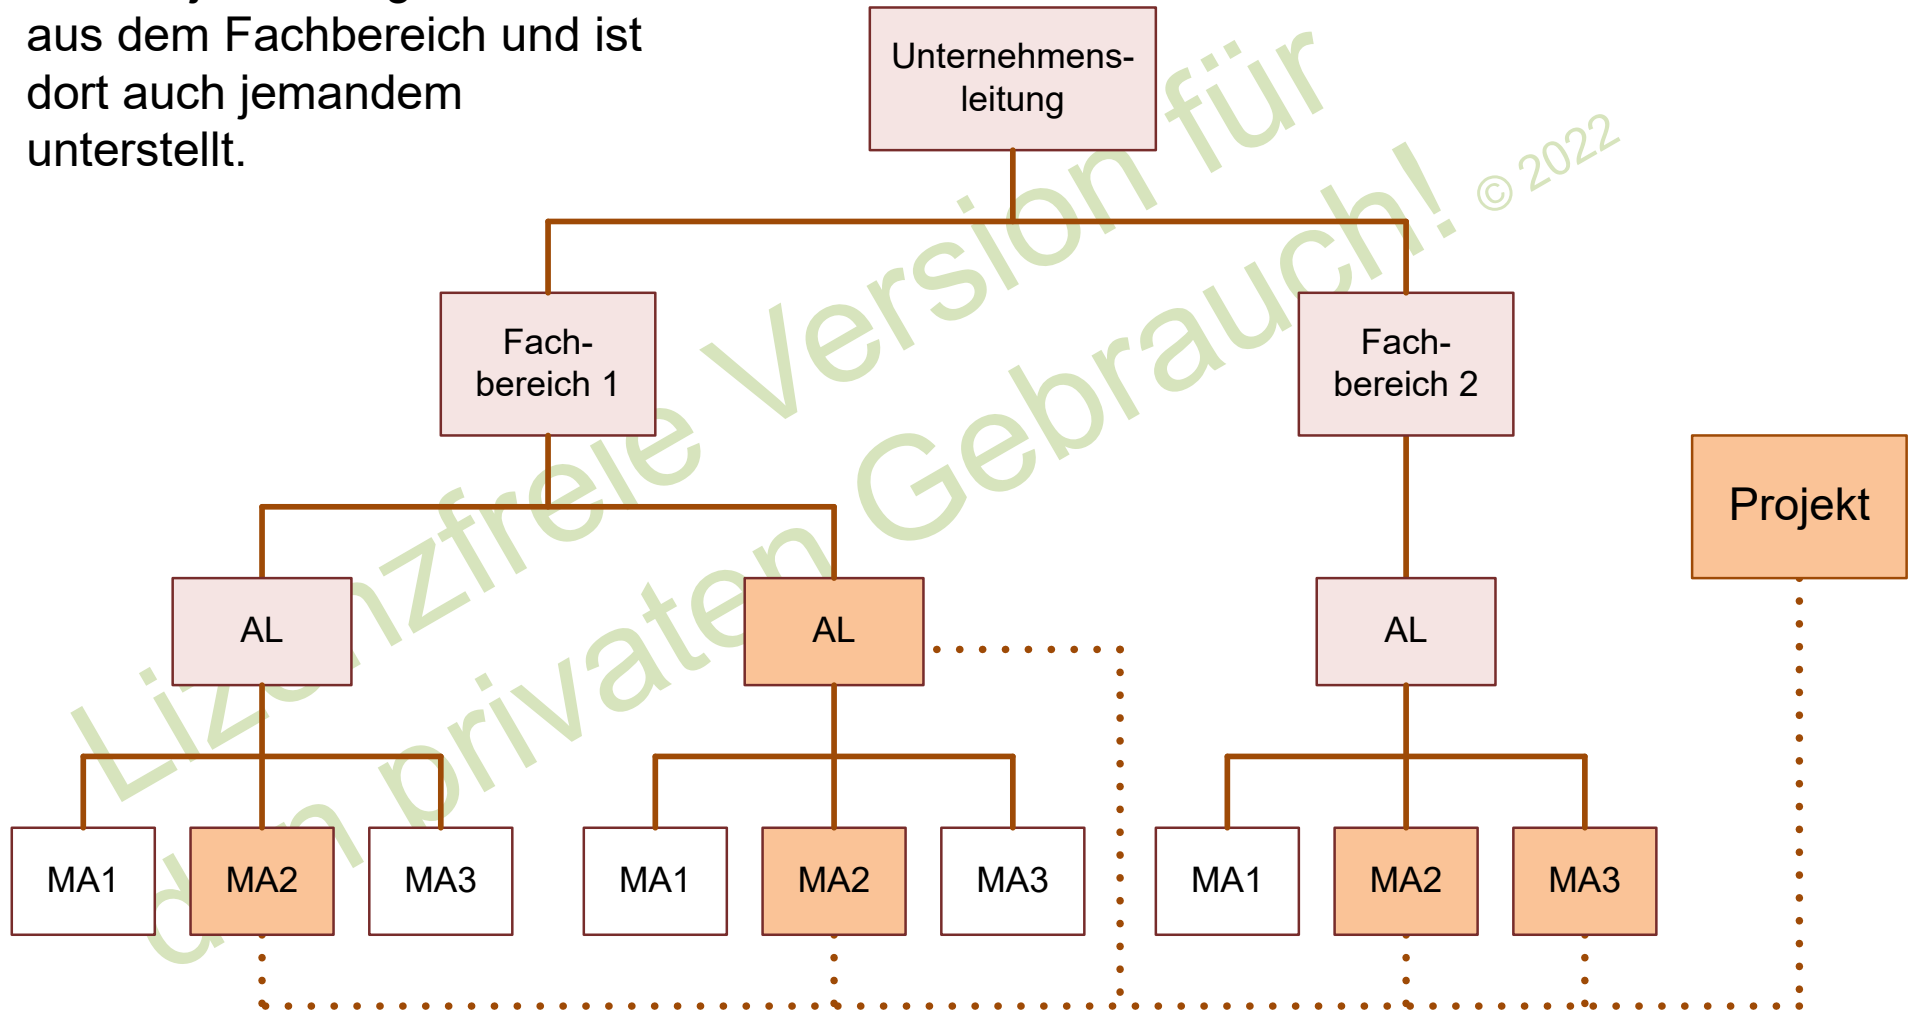 aus dem Fachbereich und ist
dort auch jemandem
unterstellt.
Unternehmens-
leitung
© 2022
Lizenzfreie Version für
den privaten Gebrauch!
Fach-
bereich 1
Fach-
bereich 2
Projekt
AL
AL
AL
MA1
MA2
MA3
MA1
MA2
MA3
MA1
MA2
MA3